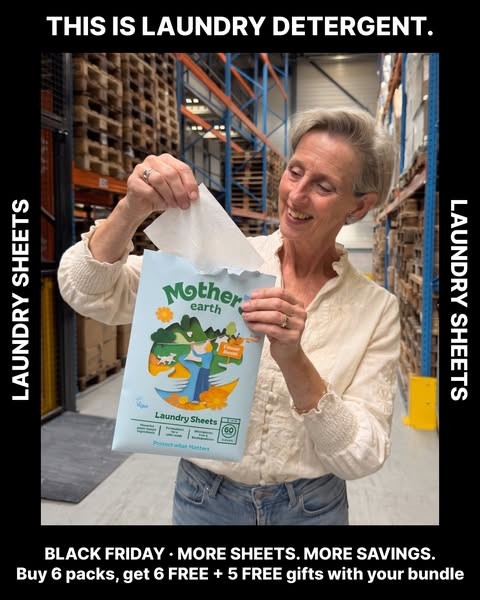 THIS IS LAUNDRY DETERGENT.
LAUNDRY SHEETS
LAUNDRY SHEETS
Mother
earth
Laundry Sheets
60
Protect what Matters
BLACK FRIDAY · MORE SHEETS. MORE SAVINGS.
Buy 6 packs, get 6 FREE + 5 FREE gifts with your bundle